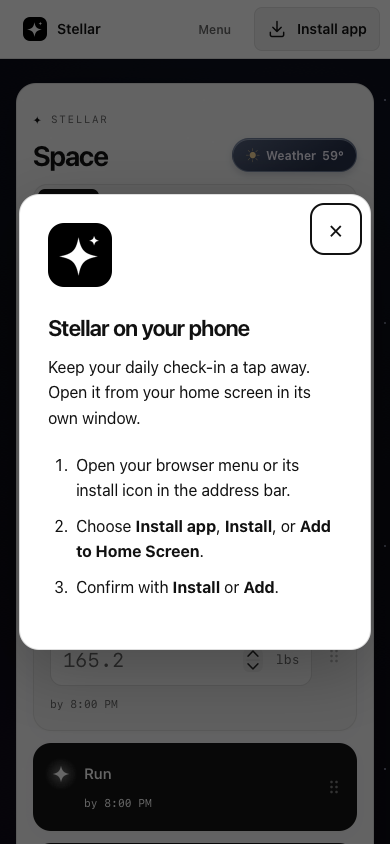 Stellar
Menu
Install app
STELLAR
Space
Weather 59°
Stellar on your phone
Keep your daily check-in a tap away.
Open it from your home screen in its
own window.
1. Open your browser menu or its
install icon in the address bar.
2. Choose Install app, Install, or Add
to Home Screen.
3. Confirm with Install or Add.
165.2
lbs
by 8:00 PM
Run
by 8:00 PM